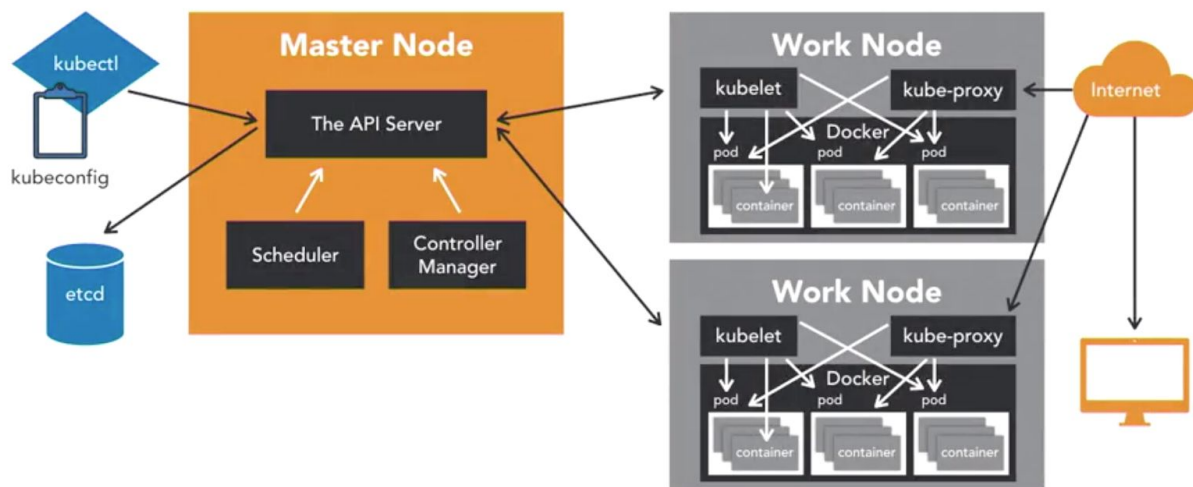 kubectl
kubeconfig
etcd
Master Node
The API Server
Scheduler
Controller
Manager
Work Node
kubelet
kube-proxy
Docker
pod
pod
pod
container
container
container
Work Node
kubelet
kube-proxy
Docker
pod
pod
pod
container
container
container
Internet